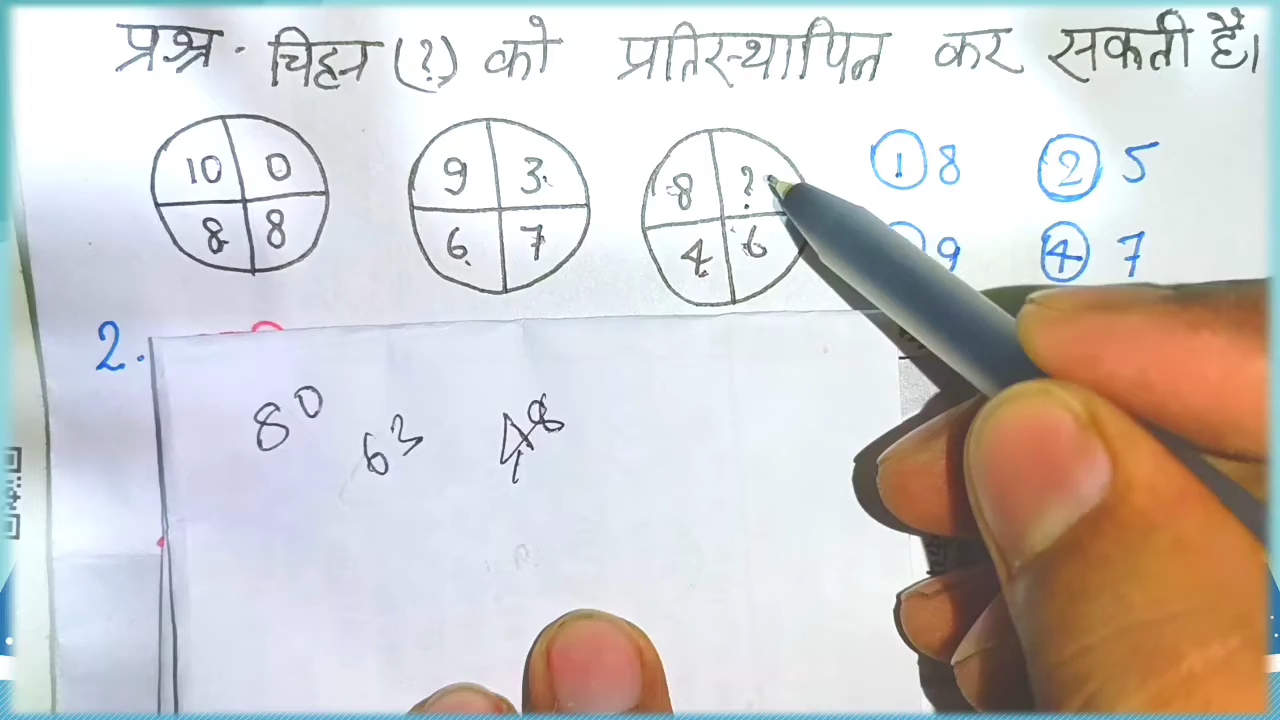 प्रश्न. चिह्न (?) को प्रतिस्थापित कर सकती है।
10 0 9 3 8 ? ① 8 ② 5
8 8 6 7 4 6 9 ④ 7
2.
8⁰ 6³ 4⁸